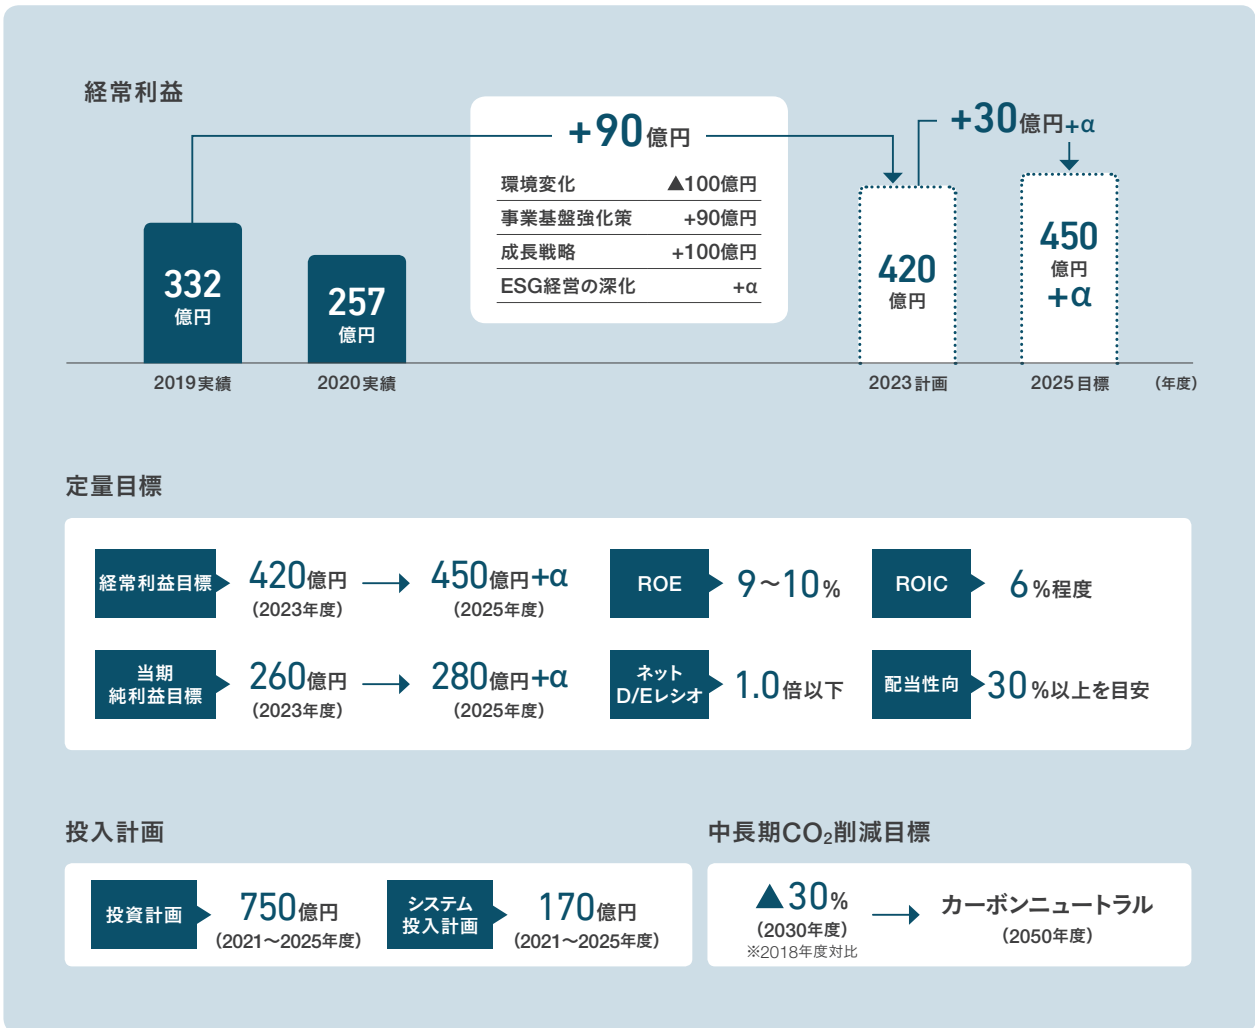 経常利益
+90億円
環境変化 ▲100億円
事業基盤強化策 +90億円
成長戦略 +100億円
ESG経営の深化 +α
+30億円+α
332
億円
257
億円
420
億円
450
億円
+α
2019実績 2020実績 2023計画 2025目標 （年度）
定量目標
経常利益目標 420億円 450億円+α
（2023年度） （2025年度）
ROE 9〜10%
ROIC 6%程度
当期
純利益目標
260億円 280億円+α
（2023年度） （2025年度）
ネット
D/Eレシオ
1.0倍以下
配当性向 30%以上を目安
投入計画
投資計画 750億円
（2021〜2025年度）
システム
投入計画
170億円
（2021〜2025年度）
中長期CO₂削減目標
▲30%
（2030年度）
※2018年度対比
カーボンニュートラル
（2050年度）